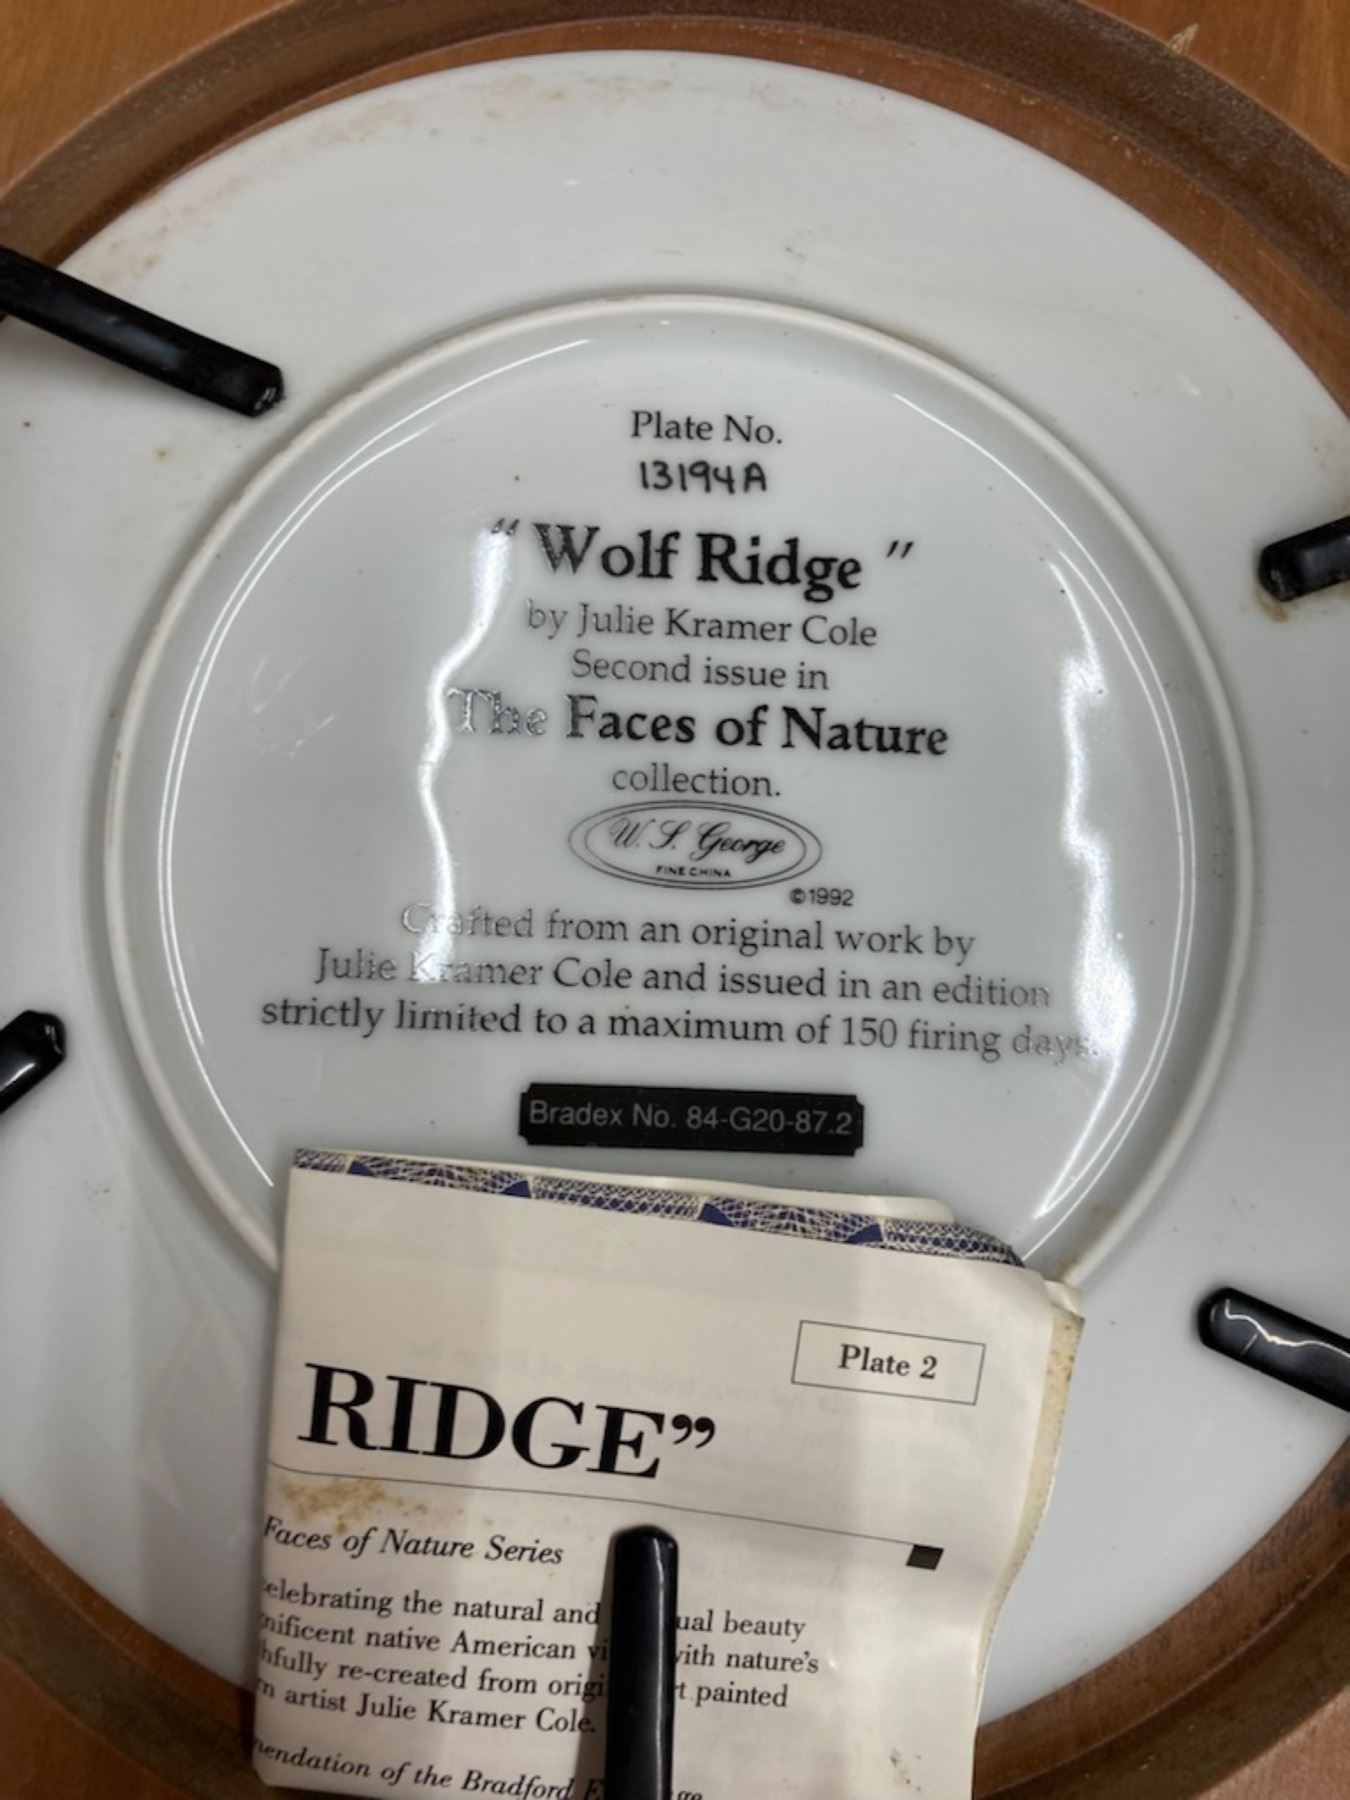 Plate No.
13194A
“ Wolf Ridge ”
by Julie Kramer Cole
Second issue in
The Faces of Nature
collection.
W. S. George
FINE CHINA
©1992
Crafted from an original work by
Julie Kramer Cole and issued in an edition
strictly limited to a maximum of 150 firing days.
Bradex No. 84-G20-87.2
Plate 2
RIDGE”
Faces of Nature Series
elebrating the natural and ual beauty
nificent native American vi with nature's
hfully re-created from origi rt painted
n artist Julie Kramer Cole.
endation of the Bradford E ge